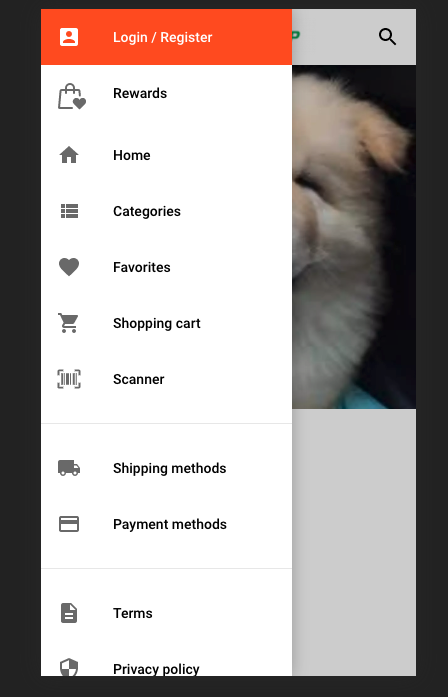 Login / Register
Rewards
Home
Categories
Favorites
Shopping cart
Scanner
Shipping methods
Payment methods
Terms
Privacy policy